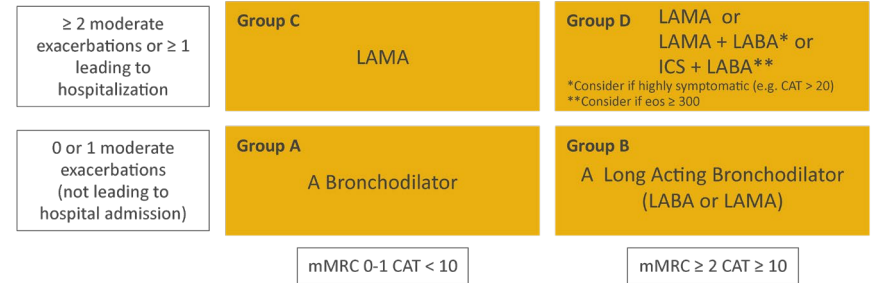 ≥ 2 moderate
exacerbations or ≥ 1
leading to
hospitalization
Group C
LAMA
Group D
LAMA or
LAMA + LABA* or
ICS + LABA**
*Consider if highly symptomatic (e.g. CAT > 20)
**Consider if eos ≥ 300
0 or 1 moderate
exacerbations
(not leading to
hospital admission)
Group A
A Bronchodilator
Group B
A Long Acting Bronchodilator
(LABA or LAMA)
mMRC 0-1 CAT < 10
mMRC ≥ 2 CAT ≥ 10